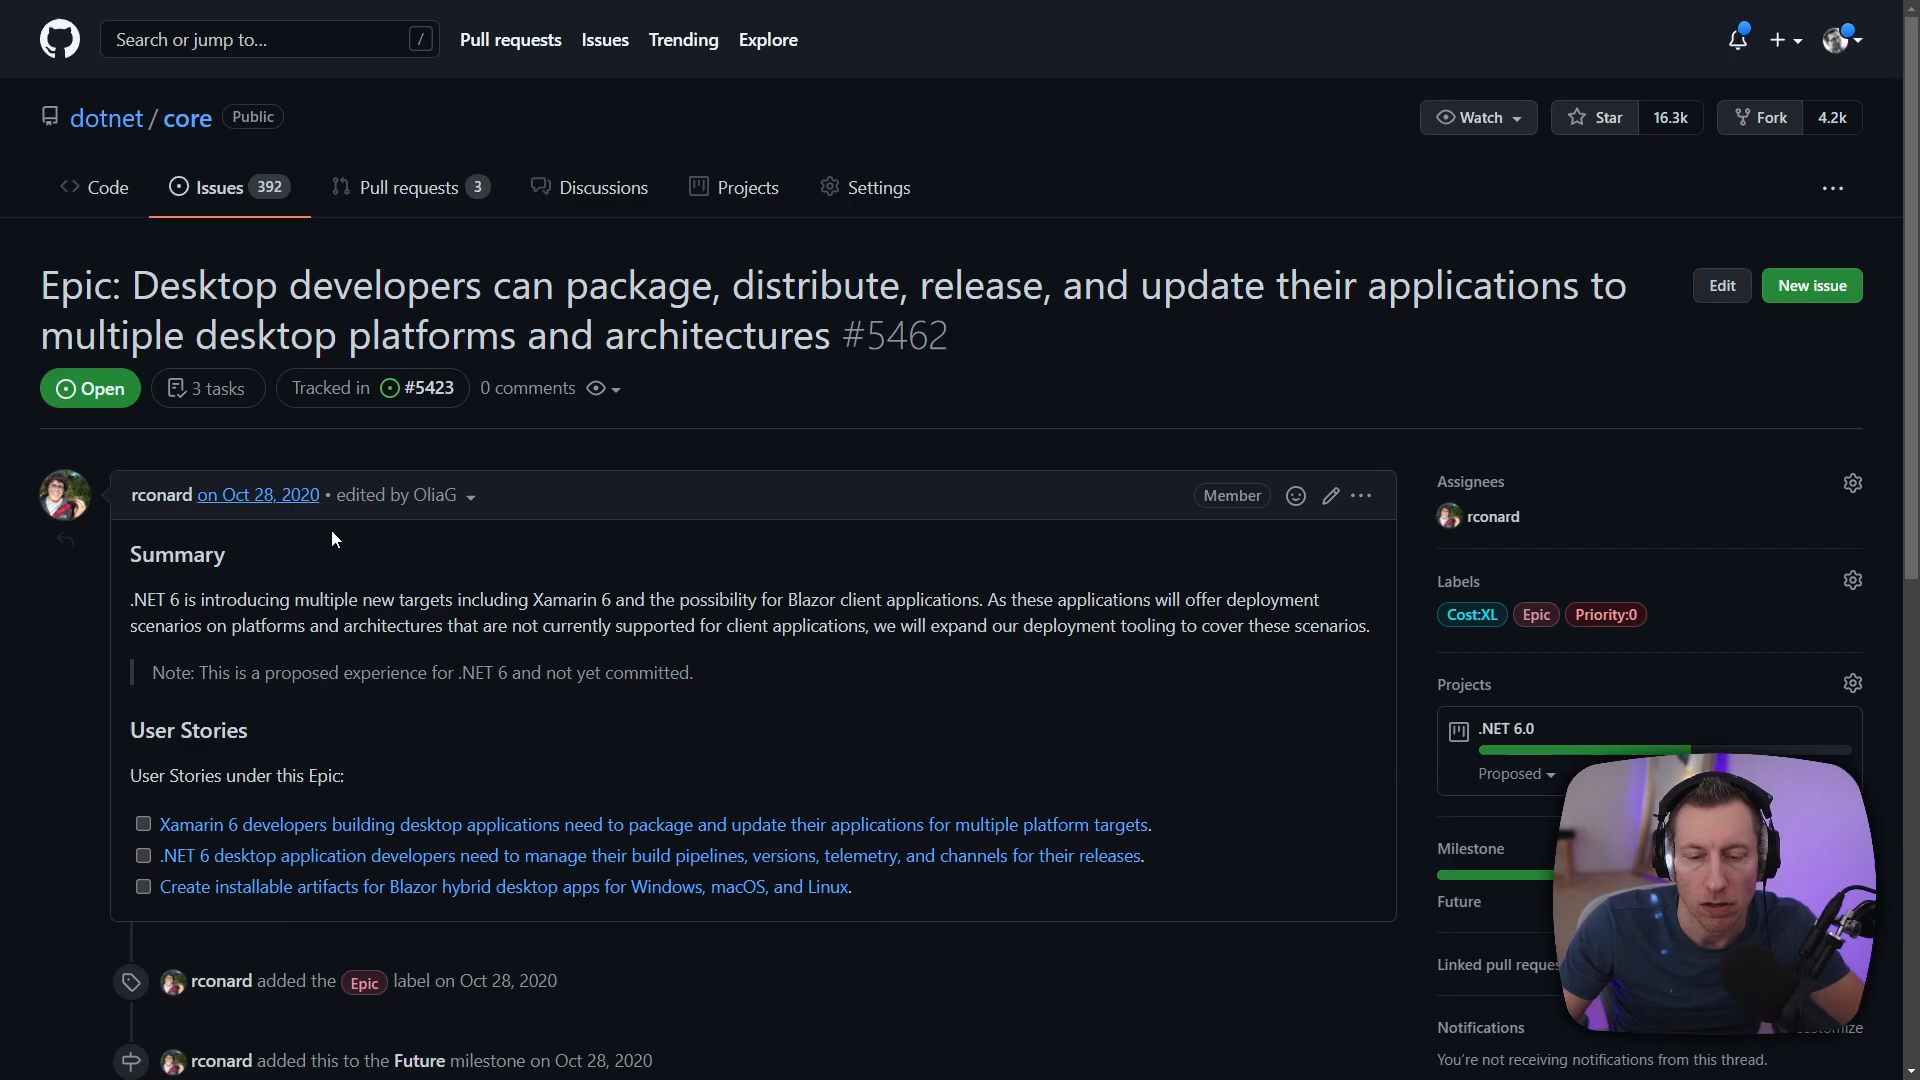 Search or jump to... /
Pull requests Issues Trending Explore
dotnet / core Public
Watch Star 16.3k Fork 4.2k
Code Issues 392 Pull requests 3 Discussions Projects Settings ...
Epic: Desktop developers can package, distribute, release, and update their applications to
multiple desktop platforms and architectures #5462
Edit New issue
Open 3 tasks Tracked in #5423 0 comments
rconard on Oct 28, 2020 • edited by OliaG Member ...
Summary
.NET 6 is introducing multiple new targets including Xamarin 6 and the possibility for Blazor client applications. As these applications will offer deployment
scenarios on platforms and architectures that are not currently supported for client applications, we will expand our deployment tooling to cover these scenarios.
Note: This is a proposed experience for .NET 6 and not yet committed.
User Stories
User Stories under this Epic:
Xamarin 6 developers building desktop applications need to package and update their applications for multiple platform targets.
.NET 6 desktop application developers need to manage their build pipelines, versions, telemetry, and channels for their releases.
Create installable artifacts for Blazor hybrid desktop apps for Windows, macOS, and Linux.
rconard added the Epic label on Oct 28, 2020
rconard added this to the Future milestone on Oct 28, 2020
Assignees
rconard
Labels
Cost:XL Epic Priority:0
Projects
.NET 6.0
Proposed
Milestone
Future
Linked pull
Notifications
You're not receiving notifications from this thread.